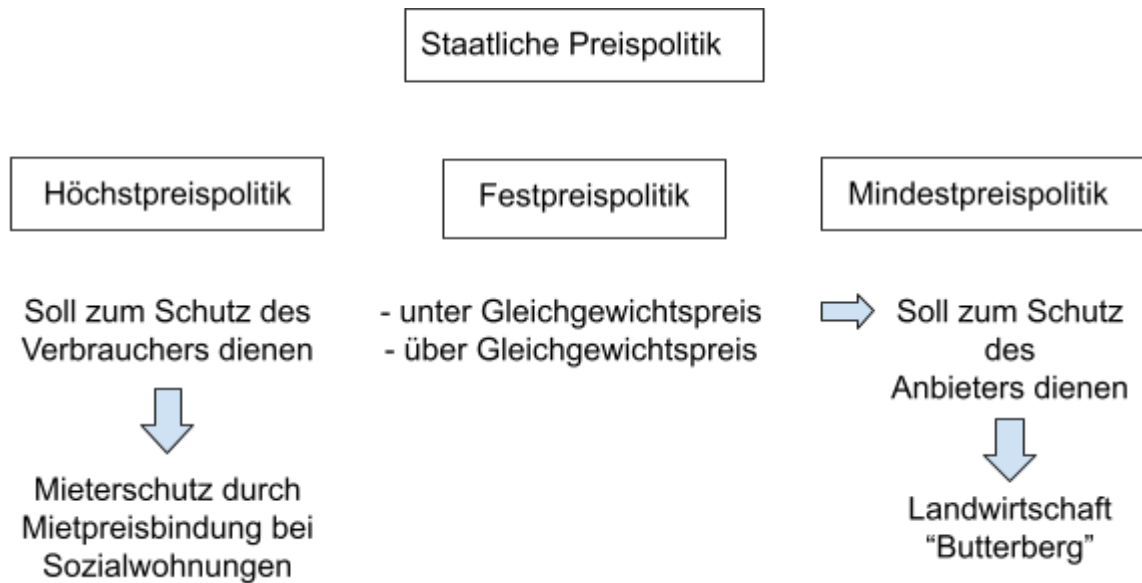 Staatliche Preispolitik
Höchstpreispolitik
Festpreispolitik
Mindestpreispolitik
Soll zum Schutz des
Verbrauchers dienen
- unter Gleichgewichtspreis
- über Gleichgewichtspreis
Soll zum Schutz
des
Anbieters dienen
Mieterschutz durch
Mietpreisbindung bei
Sozialwohnungen
Landwirtschaft
“Butterberg”